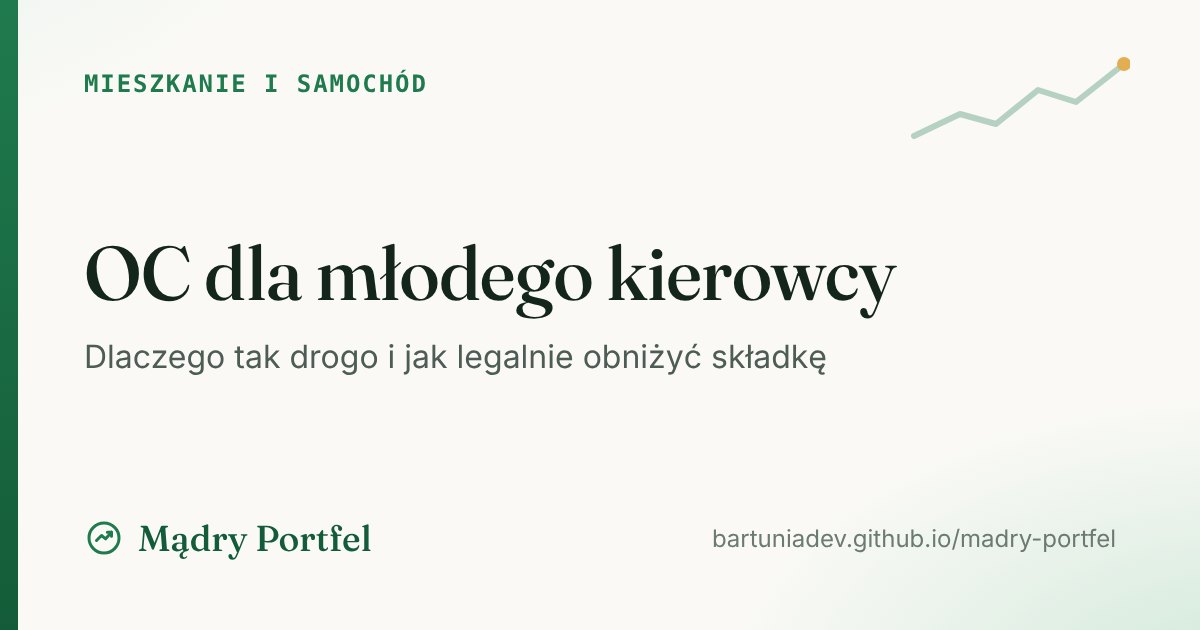 MIESZKANIE I SAMOCHÓD
OC dla młodego kierowcy
Dlaczego tak drogo i jak legalnie obniżyć składkę
Mądry Portfel
bartuniadev.github.io/madry-portfel